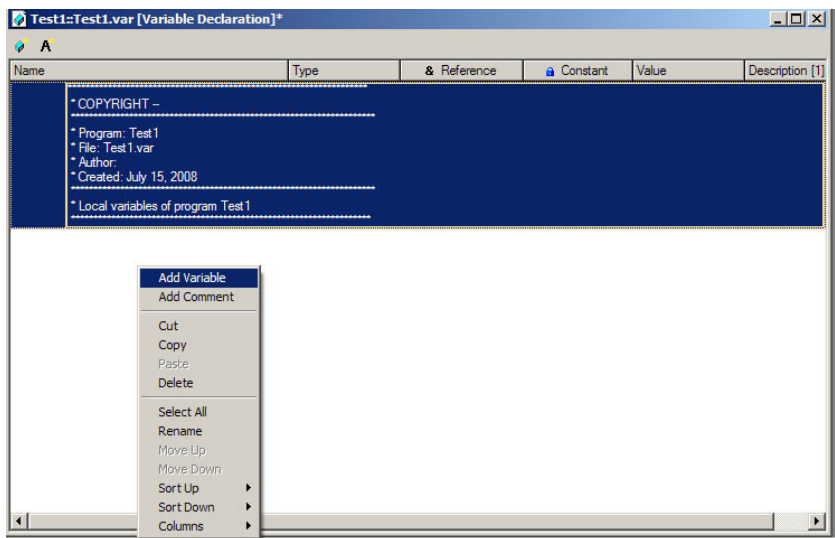 Test1::Test1.var [Variable Declaration]*
A
Name Type & Reference Constant Value Description [1]
************************************************************************
* COPYRIGHT --
************************************************************************
* Program: Test1
* File: Test1.var
* Author:
* Created: July 15, 2008
************************************************************************
* Local variables of program Test1
************************************************************************
Add Variable
Add Comment
Cut
Copy
Paste
Delete
Select All
Rename
Move Up
Move Down
Sort Up
Sort Down
Columns